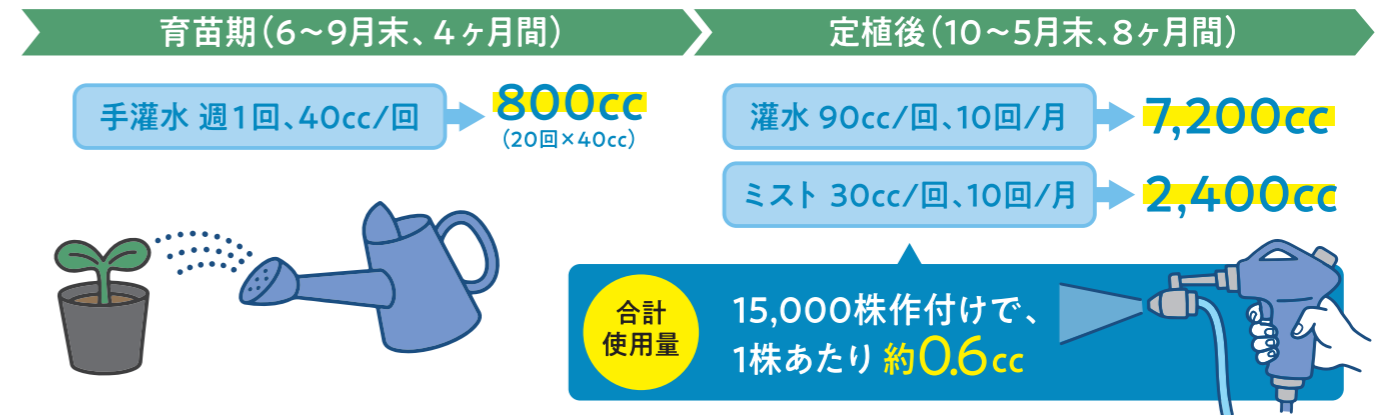 育苗期（6～9月末、4ヶ月間）
定植後（10～5月末、8ヶ月間）
手灌水 週1回、40cc/回
800cc
（20回×40cc）
灌水 90cc/回、10回/月
7,200cc
ミスト 30cc/回、10回/月
2,400cc
合計
使用量
15,000株作付けで、
1株あたり 約0.6cc